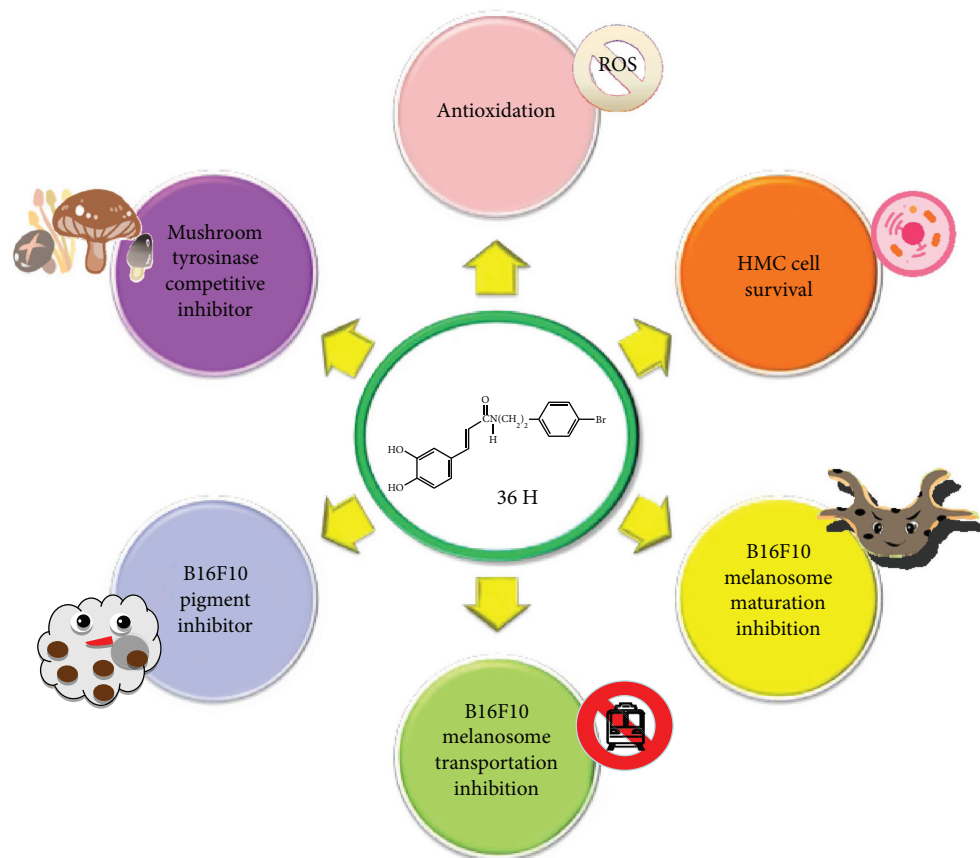 Antioxidation
ROS
Mushroom
tyrosinase
competitive
inhibitor
HMC cell
survival
O
CN(CH2)2
H
Br
HO
HO
36 H
B16F10
pigment
inhibitor
B16F10
melanosome
maturation
inhibition
B16F10
melanosome
transportation
inhibition